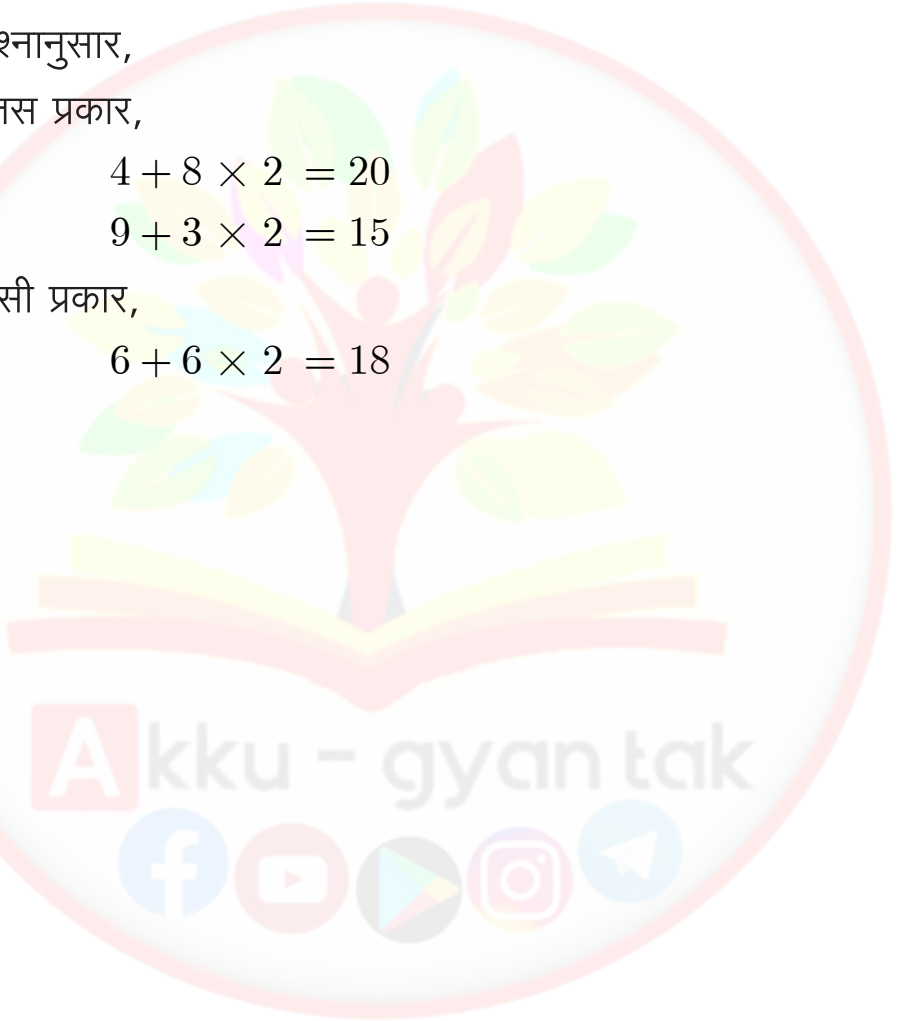 श्नानुसार,
स प्रकार,
4 + 8 × 2 = 20
9 + 3 × 2 = 15
सी प्रकार,
6 + 6 × 2 = 18
Akku - gyan tak